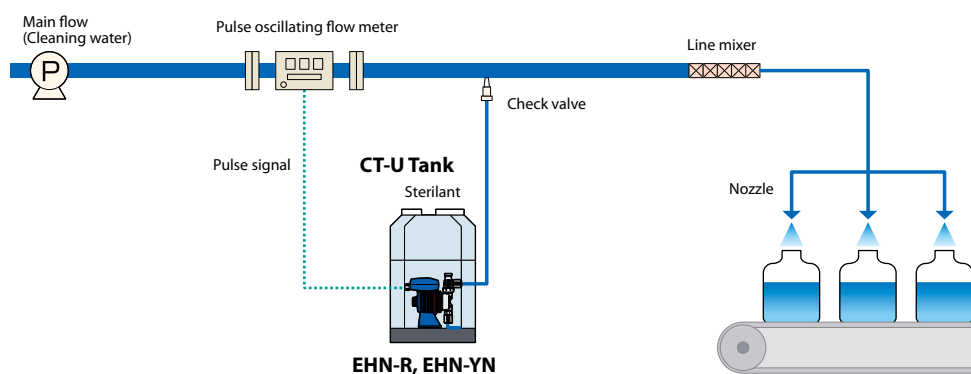 Main flow
(Cleaning water)
Pulse oscillating flow meter
Line mixer
P
Check valve
Pulse signal
CT-U Tank
Sterilant
Nozzle
EHN-R, EHN-YN